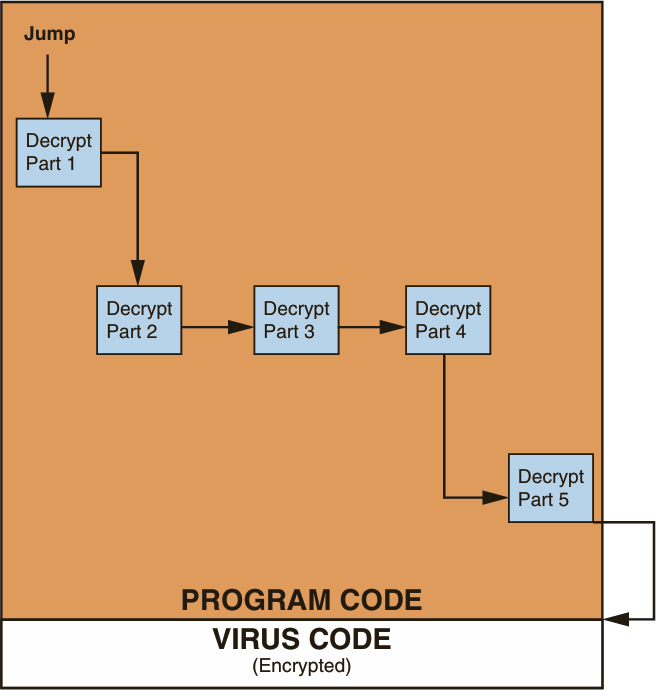 Jump
Decrypt
Part 1
Decrypt
Part 2
Decrypt
Part 3
Decrypt
Part 4
Decrypt
Part 5
PROGRAM CODE
VIRUS CODE
(Encrypted)